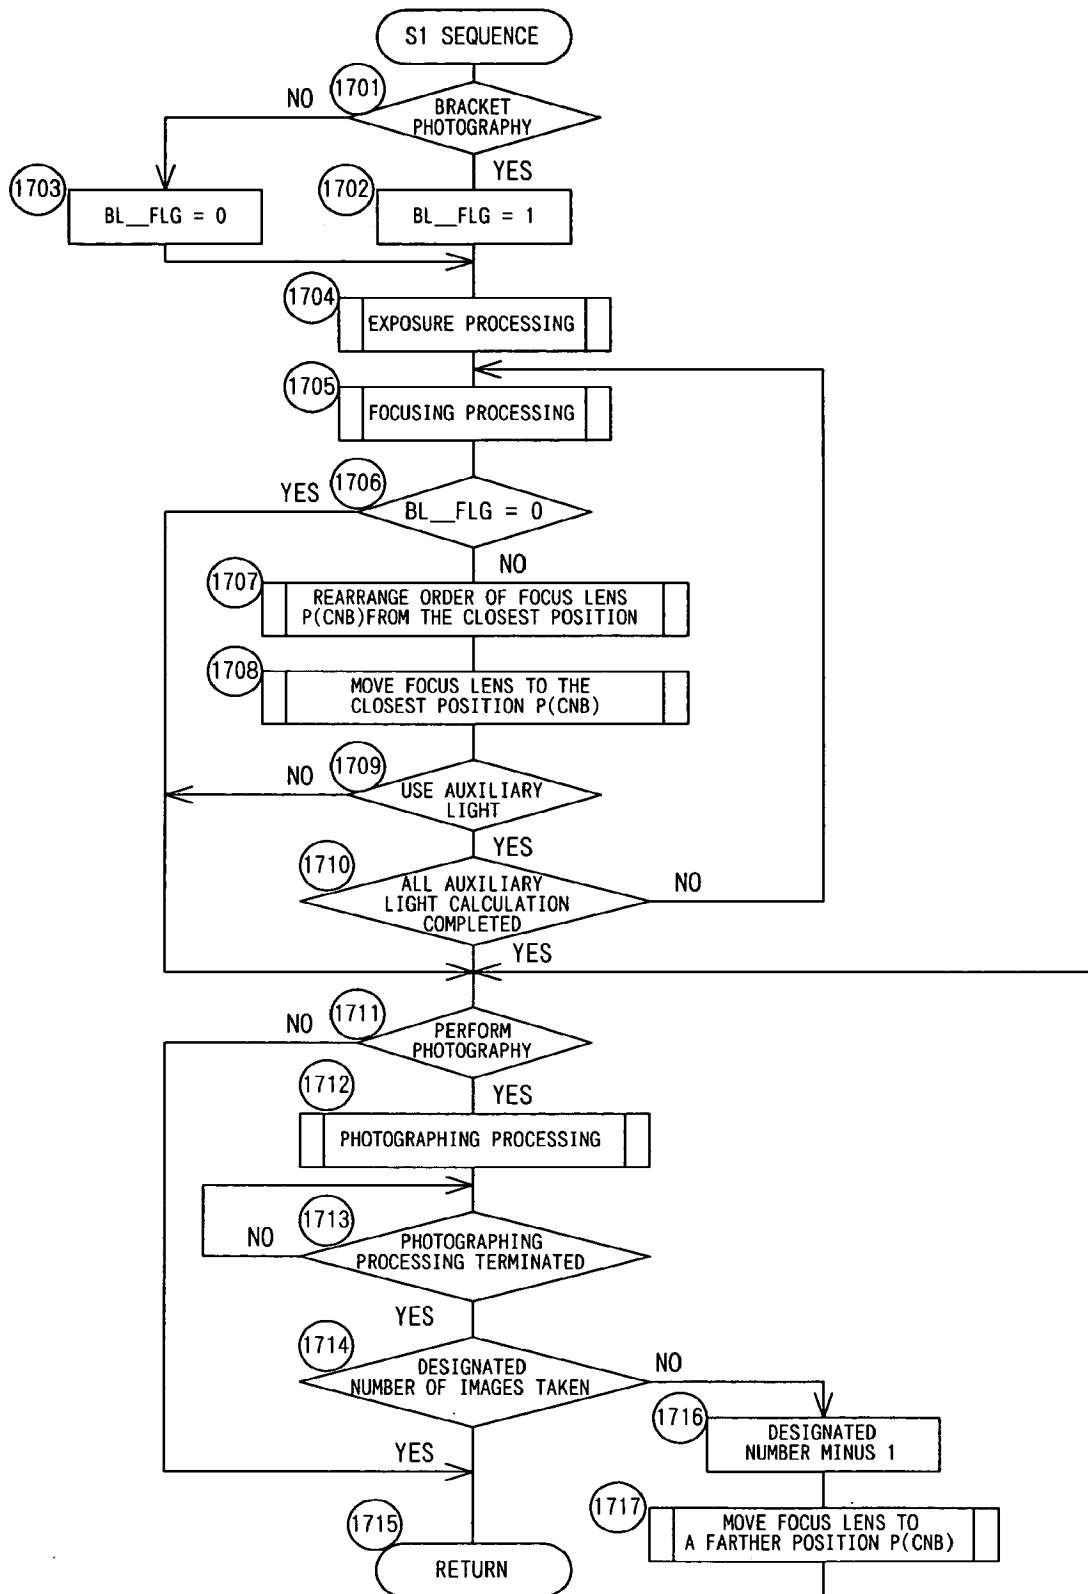 S1 SEQUENCE
1701
NO
BRACKET
PHOTOGRAPHY
YES
1703
BL__FLG = 0
1702
BL__FLG = 1
1704
EXPOSURE PROCESSING
1705
FOCUSING PROCESSING
1706
YES
BL__FLG = 0
NO
1707
REARRANGE ORDER OF FOCUS LENS
P(CNB)FROM THE CLOSEST POSITION
1708
MOVE FOCUS LENS TO THE
CLOSEST POSITION P(CNB)
1709
NO
USE AUXILIARY
LIGHT
YES
1710
ALL AUXILIARY
LIGHT CALCULATION
COMPLETED
NO
YES
1711
NO
PERFORM
PHOTOGRAPHY
YES
1712
PHOTOGRAPHING PROCESSING
1713
NO
PHOTOGRAPHING
PROCESSING TERMINATED
YES
1714
DESIGNATED
NUMBER OF IMAGES TAKEN
NO
YES
1716
DESIGNATED
NUMBER MINUS 1
1717
MOVE FOCUS LENS TO
A FARTHER POSITION P(CNB)
1715
RETURN